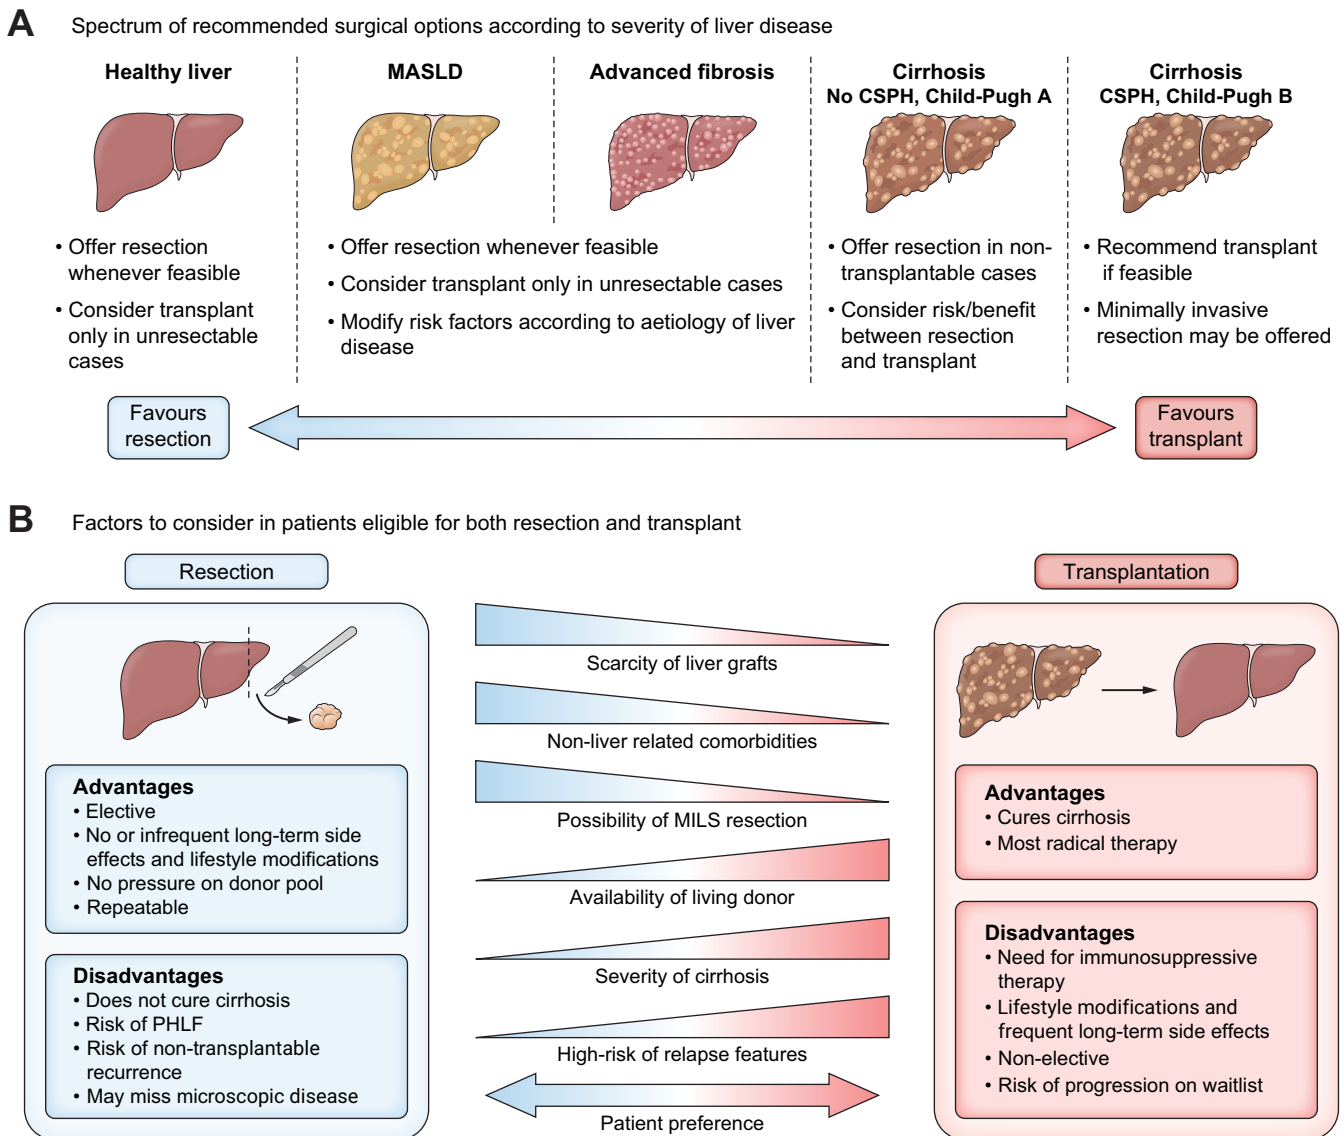 A
Spectrum of recommended surgical options according to severity of liver disease
Healthy liver
• Offer resection
whenever feasible
• Consider transplant
only in unresectable
cases
MASLD
Advanced fibrosis
• Offer resection whenever feasible
• Consider transplant only in unresectable cases
• Modify risk factors according to aetiology of liver
disease
Cirrhosis
No CSPH, Child-Pugh A
• Offer resection in non-
transplantable cases
• Consider risk/benefit
between resection
and transplant
Cirrhosis
CSPH, Child-Pugh B
• Recommend transplant
if feasible
• Minimally invasive
resection may be offered
Favours
resection
Favours
transplant
B
Factors to consider in patients eligible for both resection and transplant
Resection
Advantages
• Elective
• No or infrequent long-term side
effects and lifestyle modifications
• No pressure on donor pool
• Repeatable
Disadvantages
• Does not cure cirrhosis
• Risk of PHLF
• Risk of non-transplantable
recurrence
• May miss microscopic disease
Scarcity of liver grafts
Non-liver related comorbidities
Possibility of MILS resection
Availability of living donor
Severity of cirrhosis
High-risk of relapse features
Patient preference
Transplantation
Advantages
• Cures cirrhosis
• Most radical therapy
Disadvantages
• Need for immunosuppressive
therapy
• Lifestyle modifications and
frequent long-term side effects
• Non-elective
• Risk of progression on waitlist